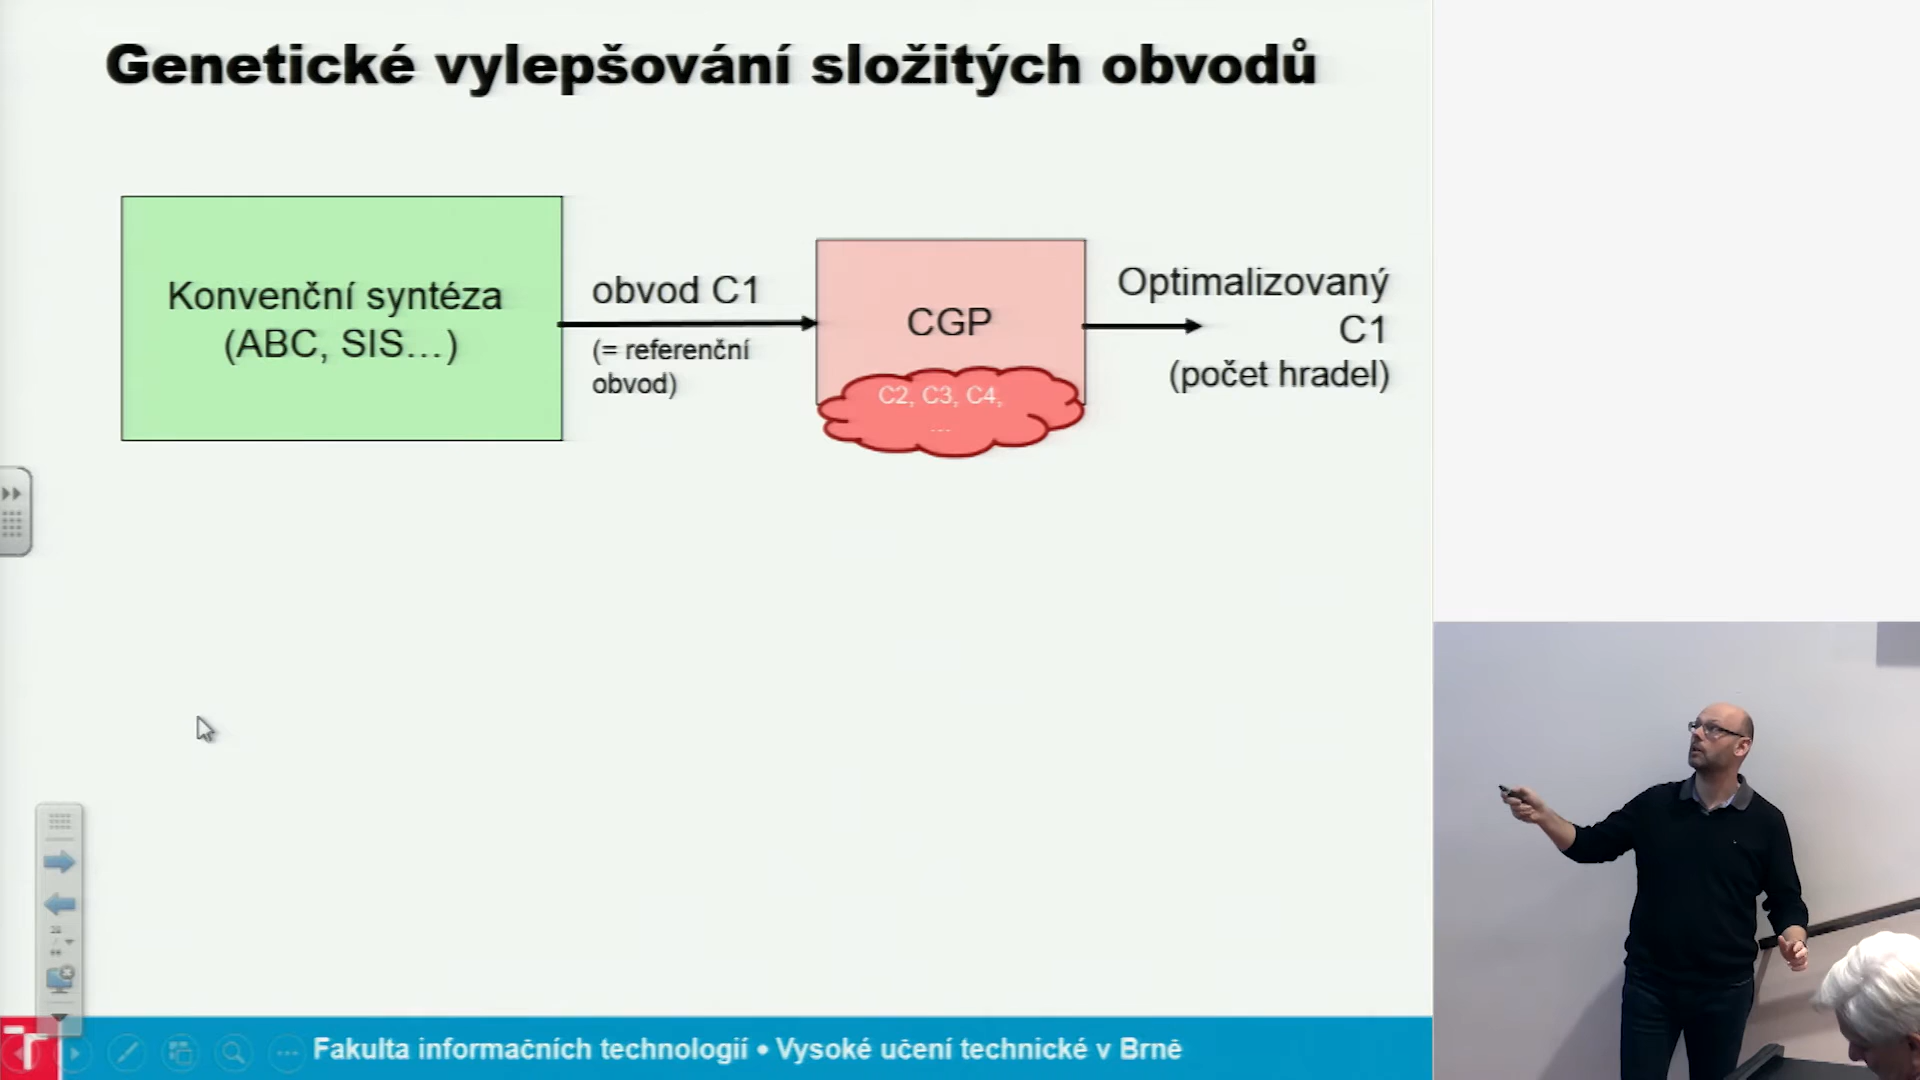 Genetické vylepšování složitých obvodů
Konvenční syntéza
(ABC, SIS…)
obvod C1
(= referenční
obvod)
CGP
C2, C3, C4,
…
Optimalizovaný
C1
(počet hradel)
Fakulta informačních technologií • Vysoké učení technické v Brně